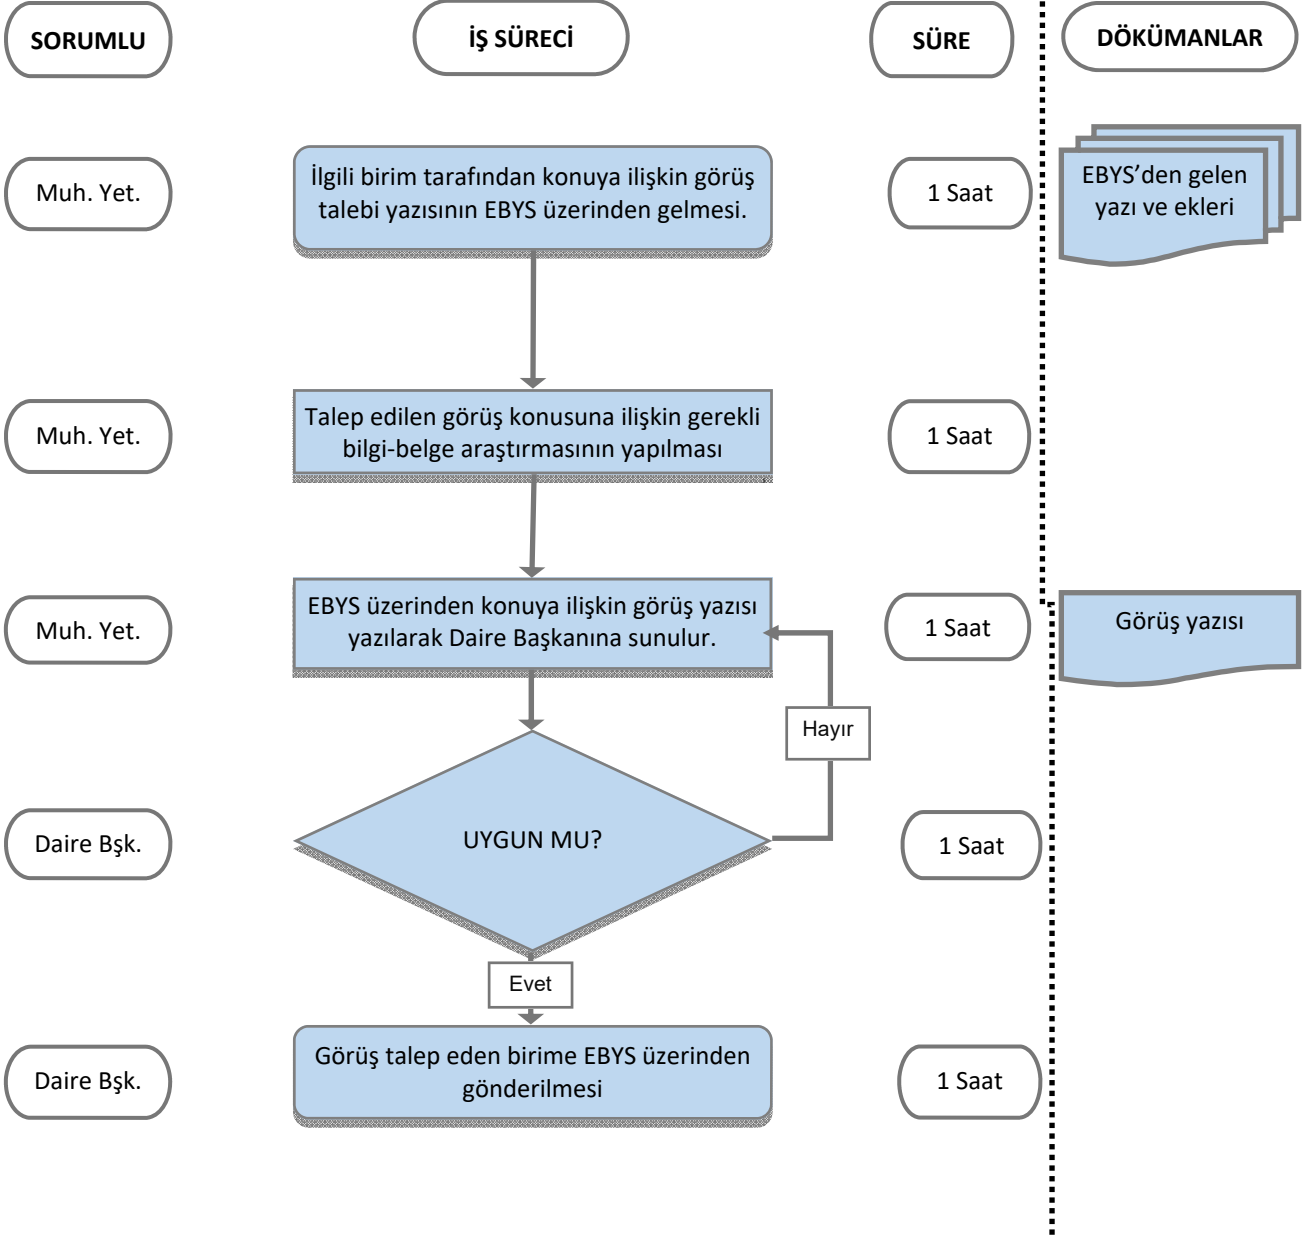 SORUMLU
İŞ SÜRECİ
SÜRE
DÖKÜMANLAR
Muh. Yet.
İlgili birim tarafından konuya ilişkin görüş
talebi yazısının EBYS üzerinden gelmesi.
1 Saat
EBYS’den gelen
yazı ve ekleri
Muh. Yet.
Talep edilen görüş konusuna ilişkin gerekli
bilgi-belge araştırmasının yapılması
1 Saat
Muh. Yet.
EBYS üzerinden konuya ilişkin görüş yazısı
yazılarak Daire Başkanına sunulur.
1 Saat
Görüş yazısı
Hayır
Daire Bşk.
UYGUN MU?
1 Saat
Evet
Daire Bşk.
Görüş talep eden birime EBYS üzerinden
gönderilmesi
1 Saat